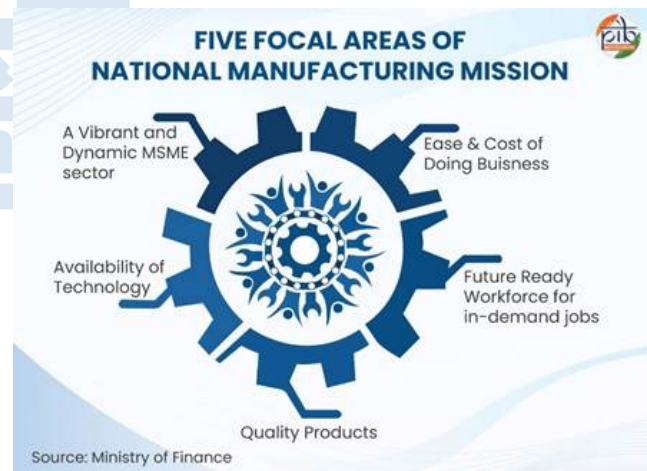 FIVE FOCAL AREAS OF
NATIONAL MANUFACTURING MISSION
pib
A Vibrant and
Dynamic MSME
sector
Ease & Cost of
Doing Buisness
Availability of
Technology
Future Ready
Workforce for
in-demand jobs
Quality Products
Source: Ministry of Finance